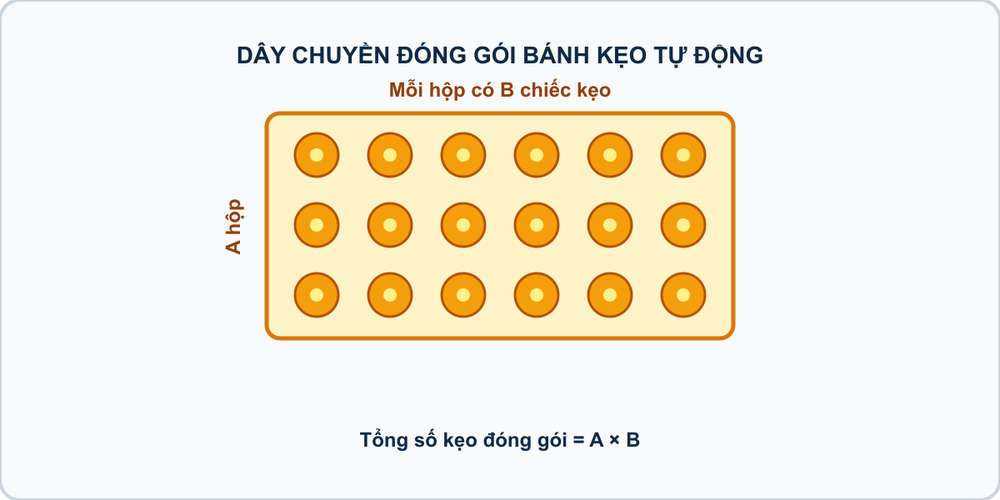 DÂY CHUYỀN ĐÓNG GÓI BÁNH KẸO TỰ ĐỘNG
Mỗi hộp có B chiếc kẹo
A hộp
Tổng số kẹo đóng gói = A × B